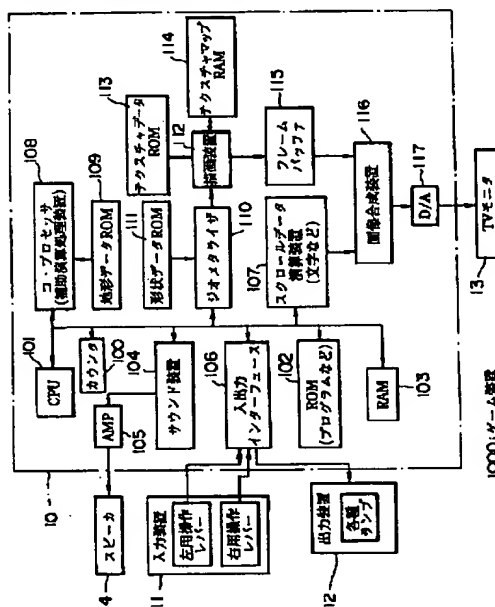 10
4
スピーカ
11
入力装置
左用操作
レバー
右用操作
レバー
12
出力装置
各種
ランプ
101
CPU
カウンタ
100
AMP
105
104
サウンド装置
106
入出力
インターフェース
102
ROM
(プログラムなど)
RAM
103
108
コ・プロセッサ
(補助演算処理装置)
109
地形データROM
111
形状データROM
ジオメタライザ
110
107
スクロールデータ
演算装置
(文字など)
113
テクスチャデータ
ROM
12
描画装置
114
テクスチャマップ
RAM
115
フレーム
バッファ
画像合成装置
116
D/A
117
TVモニタ
13
1000:ゲーム装置